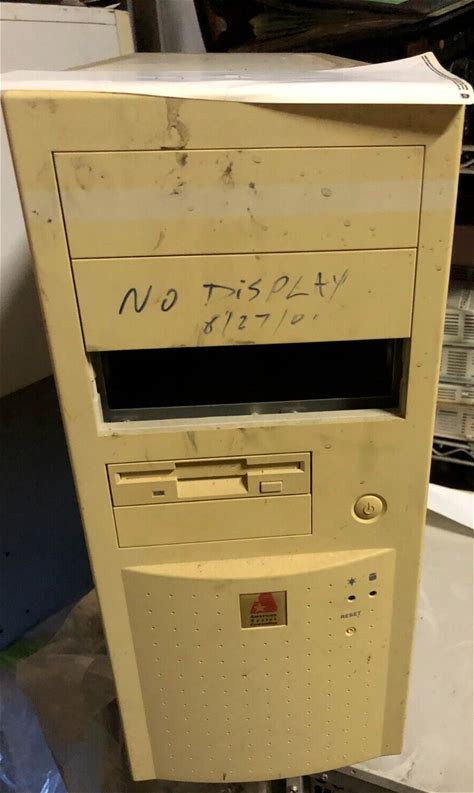 NO DiSPLAY
8/27/01
RESET